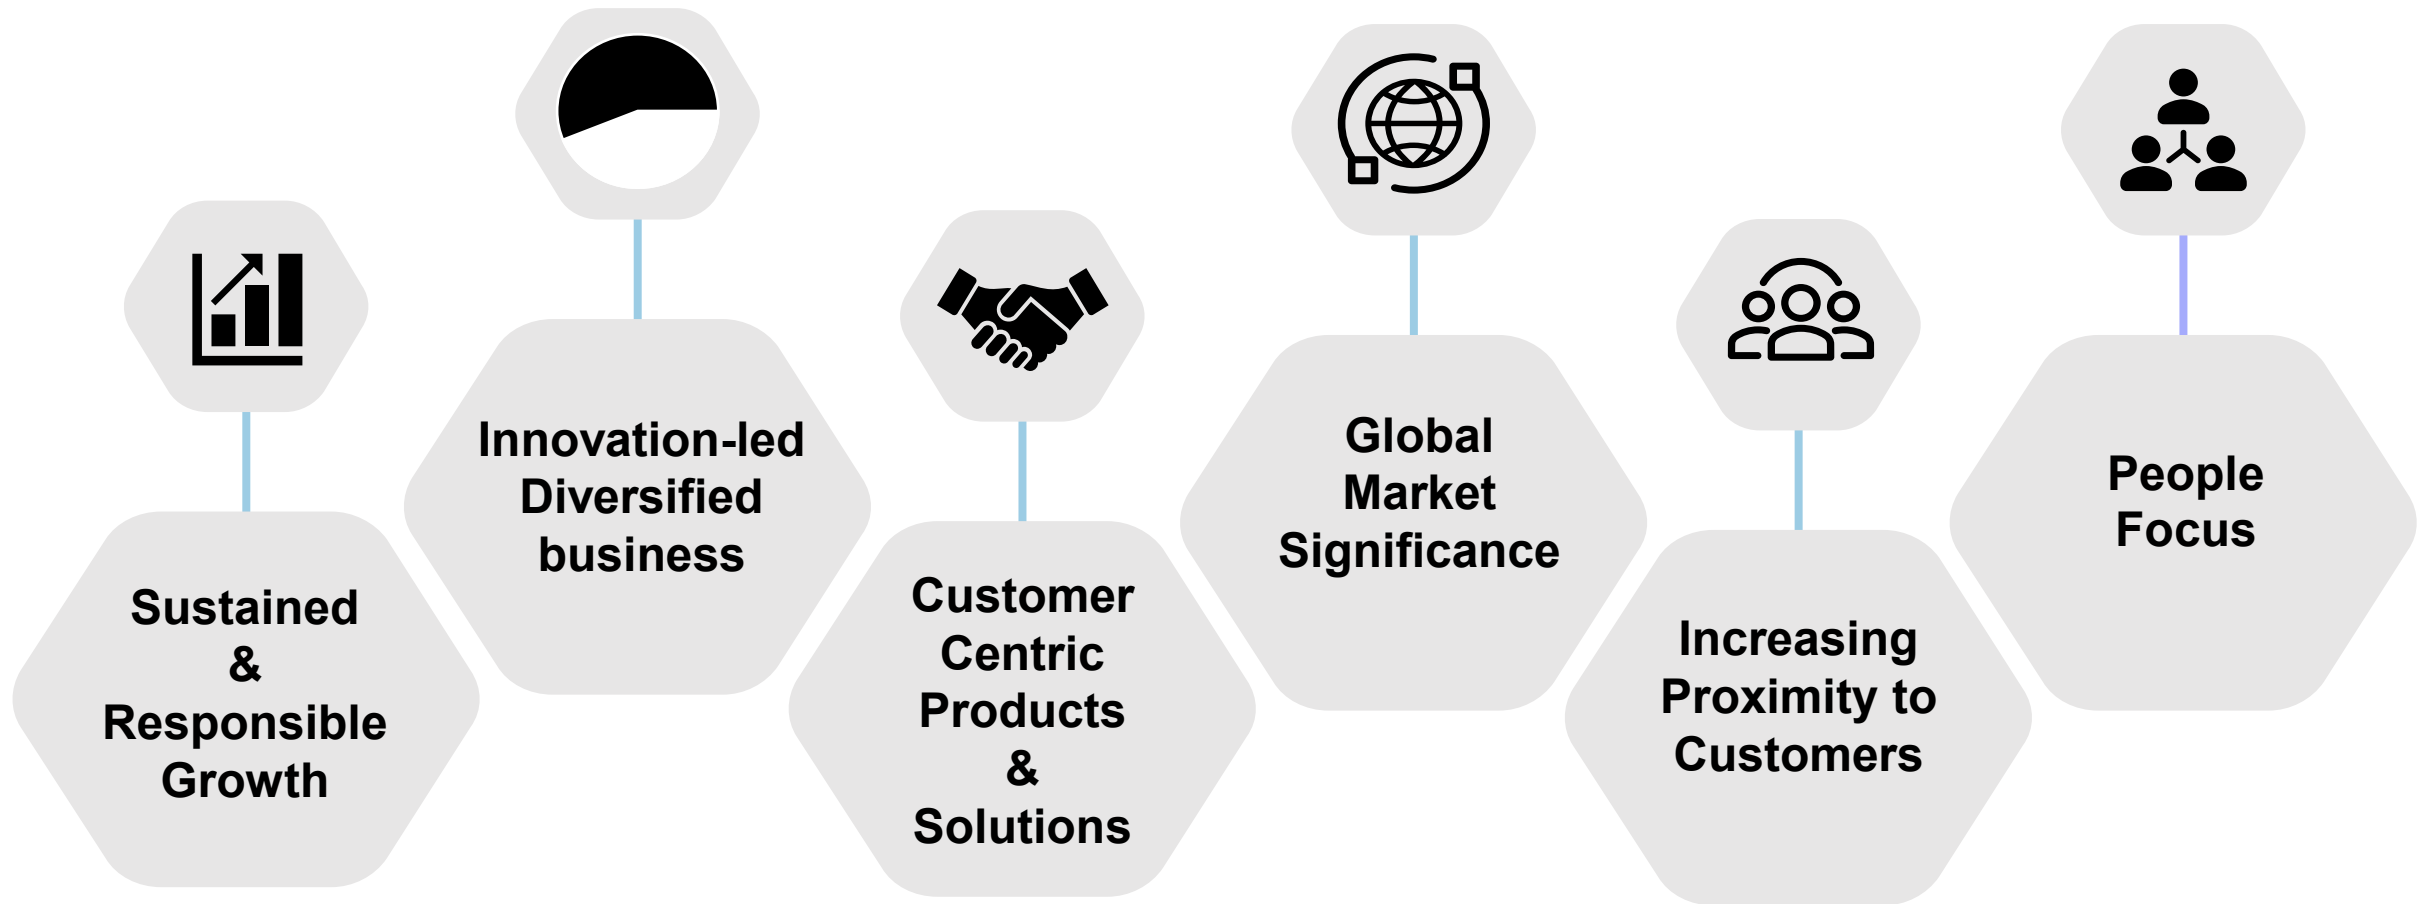 Sustained
&
Responsible
Growth
Innovation-led
Diversified
business
Customer
Centric
Products
&
Solutions
Global
Market
Significance
Increasing
Proximity to
Customers
People
Focus